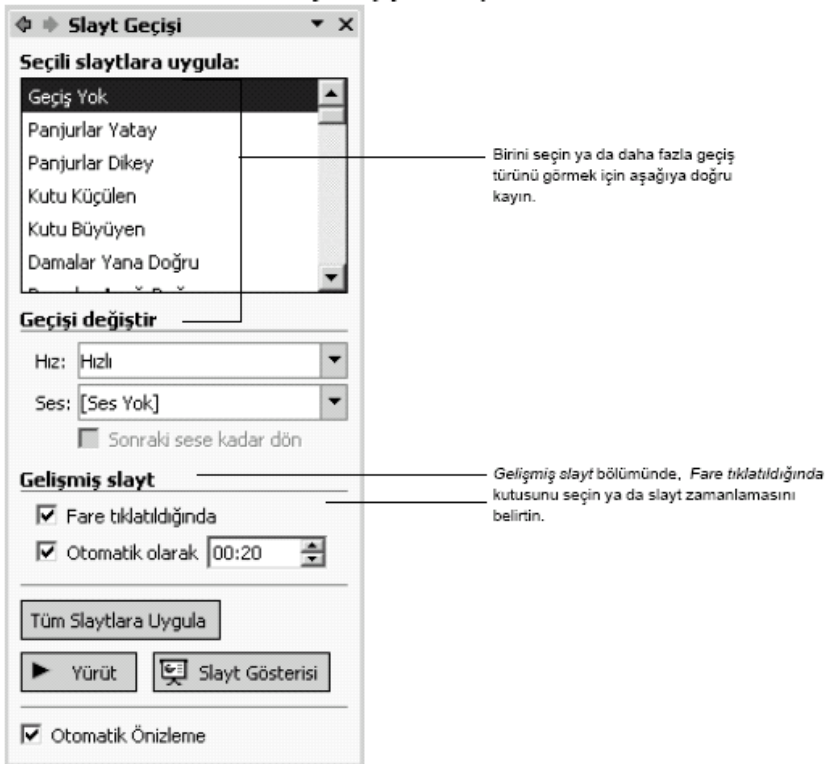 Slayt Geçişi
Seçili slaytlara uygula:
Geçiş Yok
Panjurlar Yatay
Panjurlar Dikey
Kutu Küçülen
Kutu Büyüyen
Damalar Yana Doğru
Geçişi değiştir
Hız: Hızlı
Ses: [Ses Yok]
Sonraki sese kadar dön
Gelişmiş slayt
Fare tıklatıldığında
Otomatik olarak 00:20
Tüm Slaytlara Uygula
Yürüt Slayt Gösterisi
Otomatik Önizleme
Birini seçin ya da daha fazla geçiş
türünü görmek için aşağıya doğru
kayın.
Gelişmiş slayt bölümünde, Fare tıklatıldığında
kutusunu seçin ya da slayt zamanlamasını
belirtin.